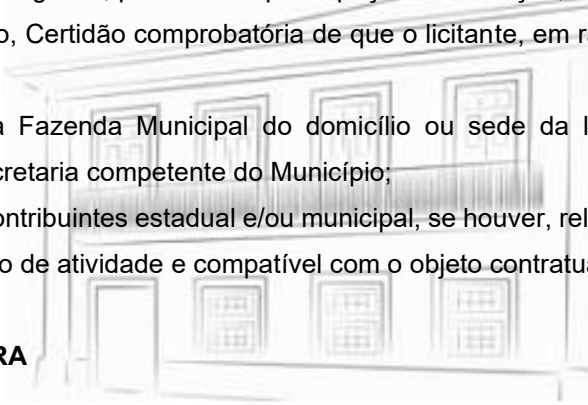 o, Certidão comprobatória de que o licitante, em r
a Fazenda Municipal do domicílio ou sede da l
cretaria competente do Município;
ontribuintes estadual e/ou municipal, se houver, rel
o de atividade e compatível com o objeto contratua
RA